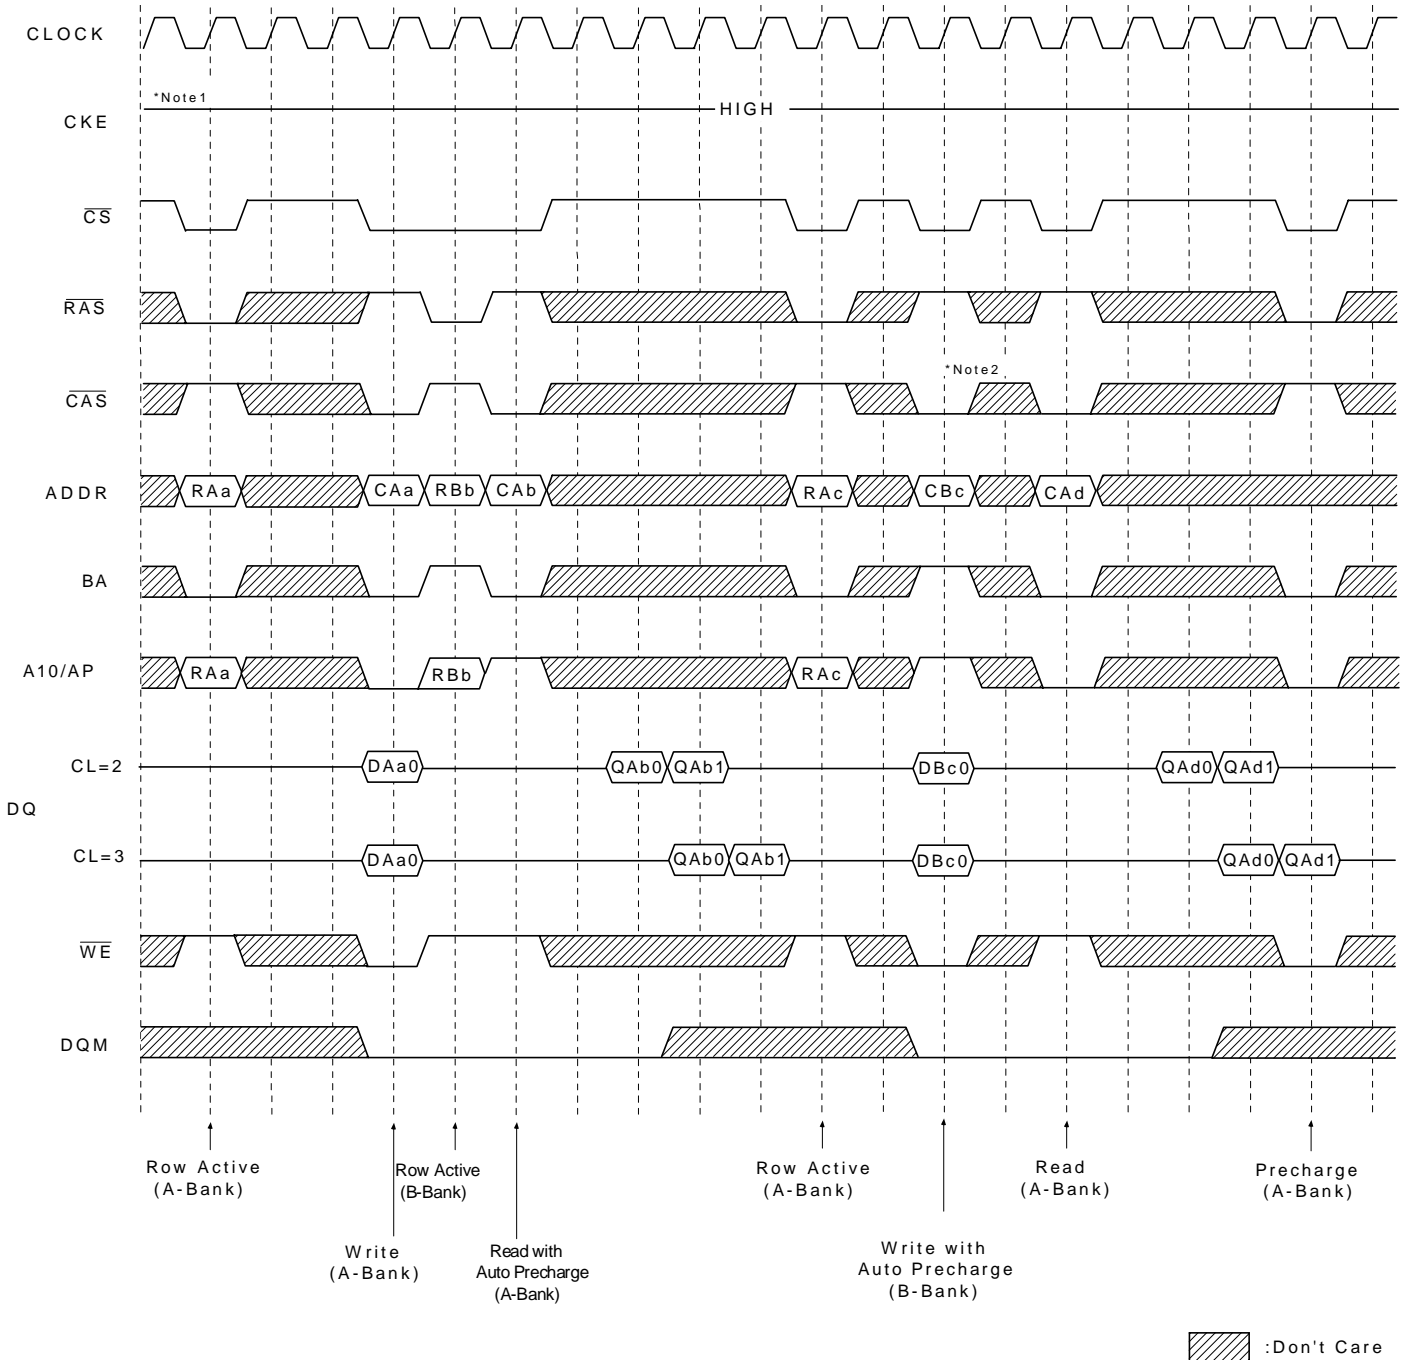 CLOCK
*Note1
HIGH
CKE
CS
RAS
*Note2
CAS
ADDR
RAa CAa RBb CAb RAc CBc CAd
BA
A10/AP
RAa RBb RAc
CL=2
DAa0 QAb0 QAb1 DBc0 QAd0 QAd1
DQ
CL=3
DAa0 QAb0 QAb1 DBc0 QAd0 QAd1
WE
DQM
Row Active
(A-Bank)
Row Active
(B-Bank)
Row Active
(A-Bank)
Read
(A-Bank)
Precharge
(A-Bank)
Write
(A-Bank)
Read with
Auto Precharge
(A-Bank)
Write with
Auto Precharge
(B-Bank)
:Don't Care